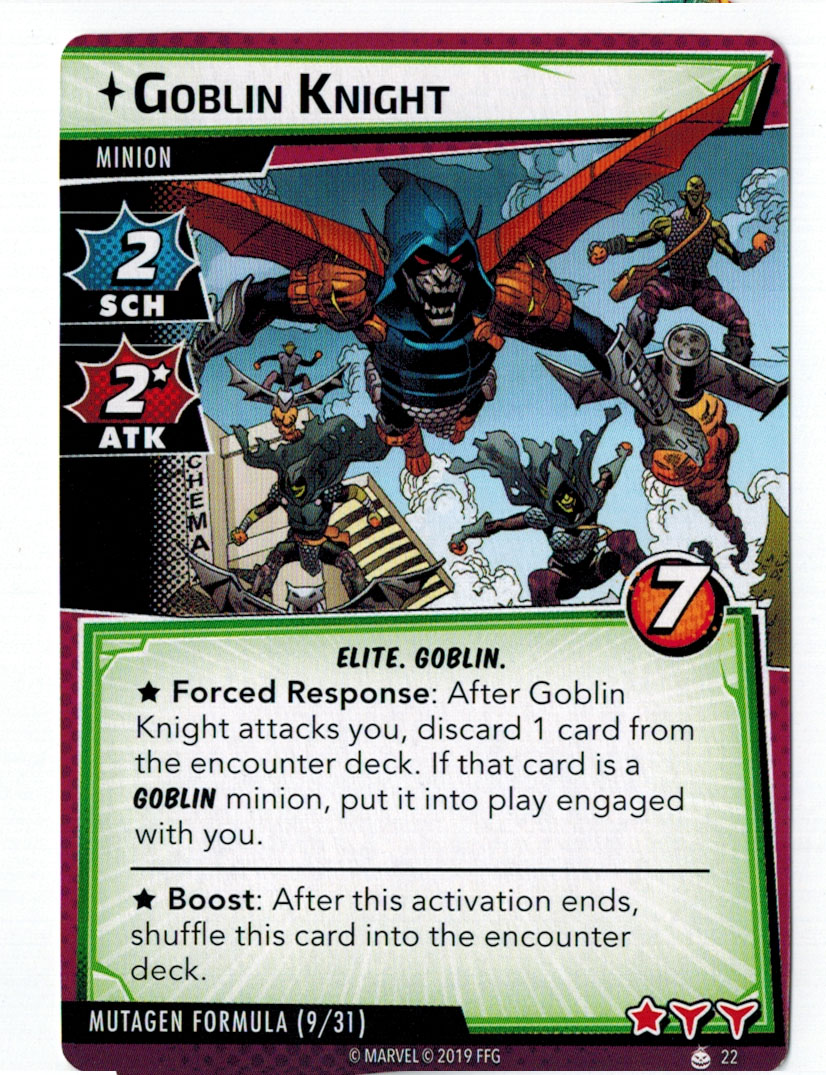 GOBLIN KNIGHT
MINION
2
SCH
2
ATK
CHEMA
7
ELITE. GOBLIN.
★ Forced Response: After Goblin
Knight attacks you, discard 1 card from
the encounter deck. If that card is a
GOBLIN minion, put it into play engaged
with you.
★ Boost: After this activation ends,
shuffle this card into the encounter
deck.
MUTAGEN FORMULA (9/31)
© MARVEL © 2019 FFG
22